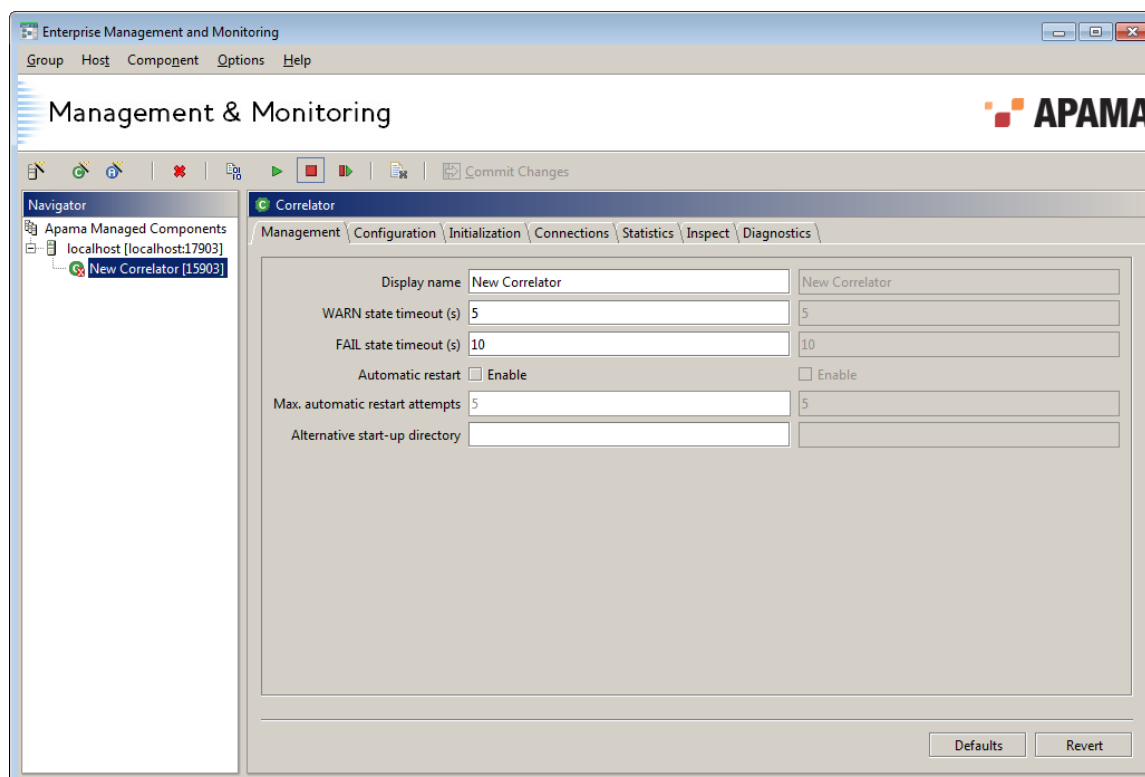 Enterprise Management and Monitoring
Group Host Component Options Help
Management & Monitoring
APAMA
Commit Changes
Navigator
Correlator
Apama Managed Components
localhost [localhost:17903]
New Correlator [15903]
Management Configuration Initialization Connections Statistics Inspect Diagnostics
Display name New Correlator New Correlator
WARN state timeout (s) 5 5
FAIL state timeout (s) 10 10
Automatic restart Enable Enable
Max. automatic restart attempts 5 5
Alternative start-up directory
Defaults Revert